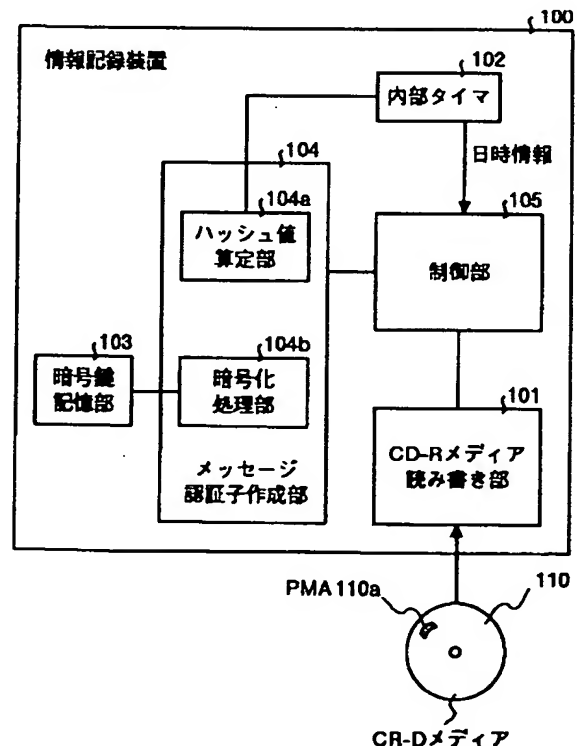 100
情報記録装置
102
内部タイマ
日時情報
104
104a
ハッシュ値
算定部
105
制御部
103
暗号鍵
記憶部
104b
暗号化
処理部
メッセージ
認証子作成部
101
CD-Rメディア
読み書き部
PMA110a
110
CR-Dメディア